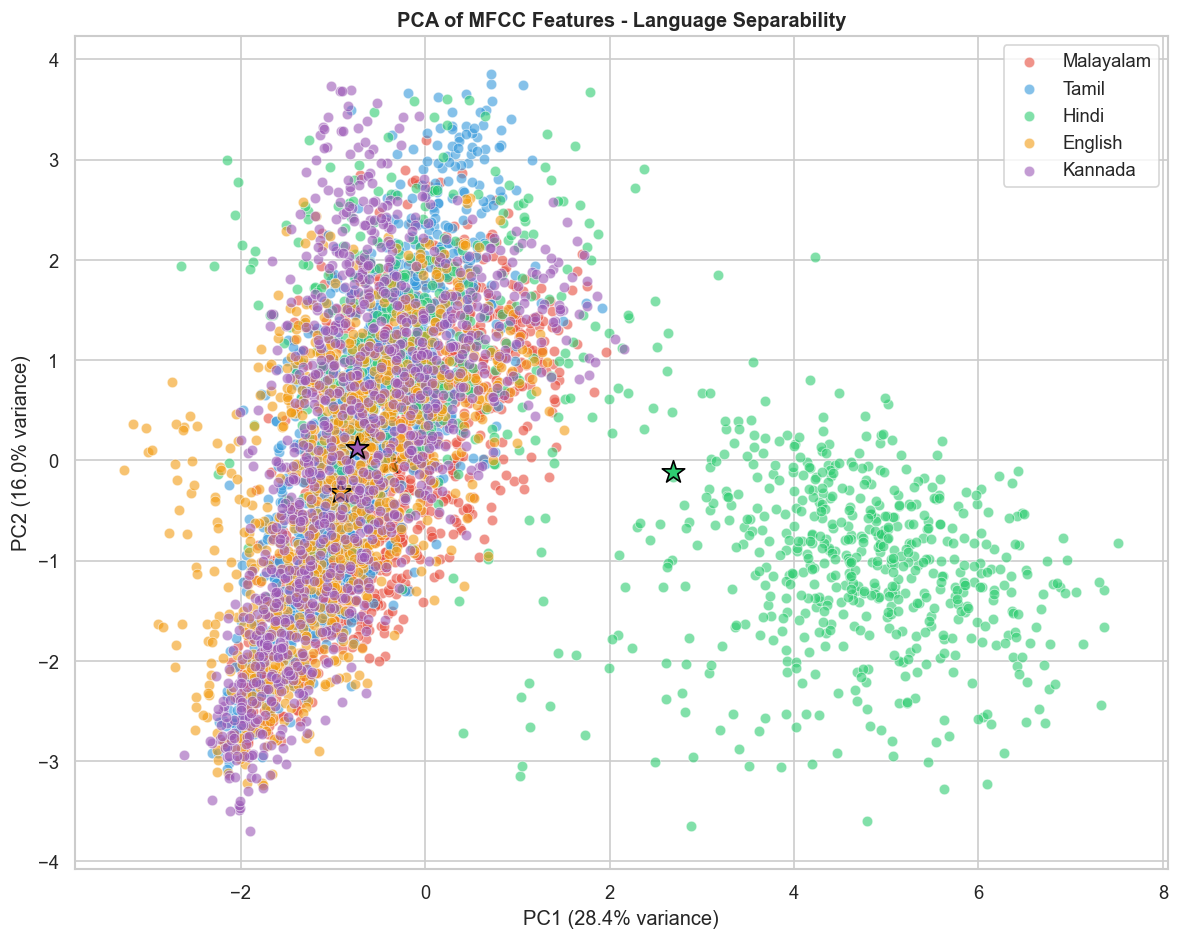 PCA of MFCC Features - Language Separability
Malayalam
Tamil
Hindi
English
Kannada
4
3
2
1
0
−1
−2
−3
−4
PC2 (16.0% variance)
−2
0
2
4
6
8
PC1 (28.4% variance)